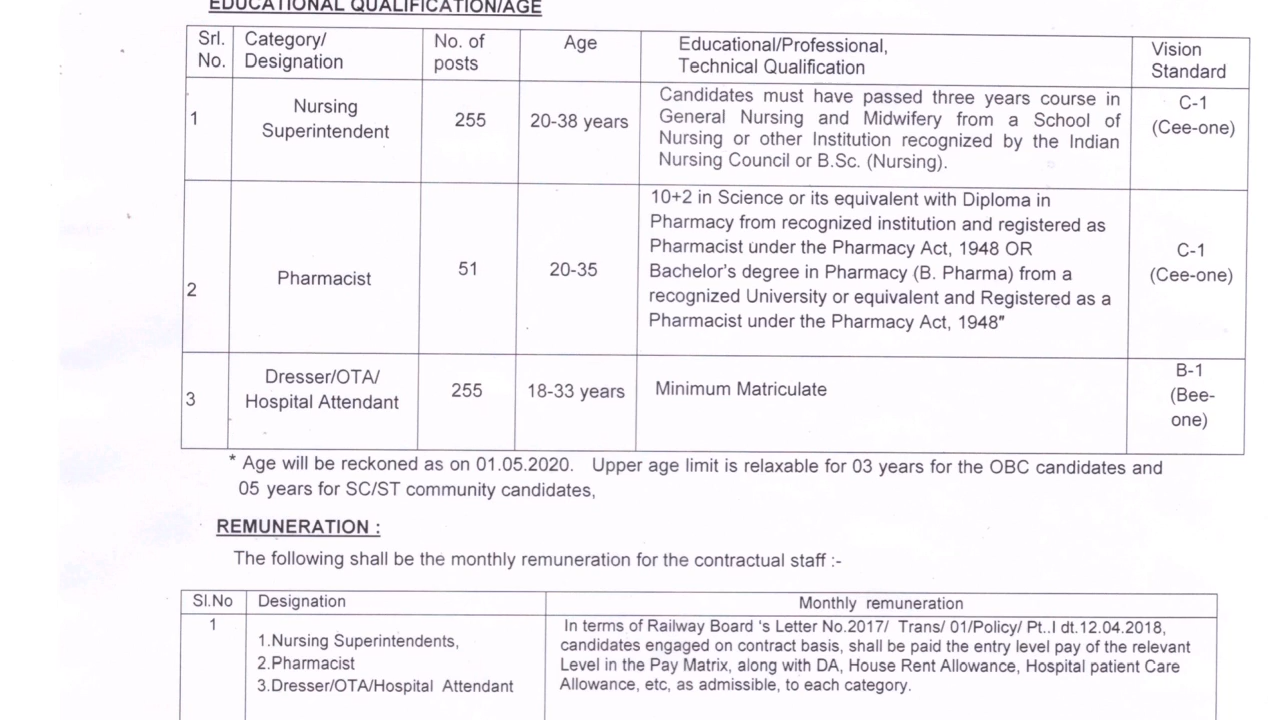 EDUCATIONAL QUALIFICATION/AGE
Srl. No. Category/ Designation No. of posts Age Educational/Professional, Technical Qualification Vision Standard
1 Nursing Superintendent 255 20-38 years
Candidates must have passed three years course in
General Nursing and Midwifery from a School of
Nursing or other Institution recognized by the Indian
Nursing Council or B.Sc. (Nursing).
C-1
(Cee-one)
2 Pharmacist 51 20-35
10+2 in Science or its equivalent with Diploma in
Pharmacy from recognized institution and registered as
Pharmacist under the Pharmacy Act, 1948 OR
Bachelor's degree in Pharmacy (B. Pharma) from a
recognized University or equivalent and Registered as a
Pharmacist under the Pharmacy Act, 1948"
C-1
(Cee-one)
3 Dresser/OTA/ Hospital Attendant 255 18-33 years Minimum Matriculate
B-1
(Bee-
one)
* Age will be reckoned as on 01.05.2020. Upper age limit is relaxable for 03 years for the OBC candidates and
05 years for SC/ST community candidates,
REMUNERATION :
The following shall be the monthly remuneration for the contractual staff :-
Sl.No Designation Monthly remuneration
1
1.Nursing Superintendents,
2.Pharmacist
3.Dresser/OTA/Hospital Attendant
In terms of Railway Board 's Letter No.2017/ Trans/ 01/Policy/ Pt..I dt.12.04.2018,
candidates engaged on contract basis, shall be paid the entry level pay of the relevant
Level in the Pay Matrix, along with DA, House Rent Allowance, Hospital patient Care
Allowance, etc, as admissible, to each category.